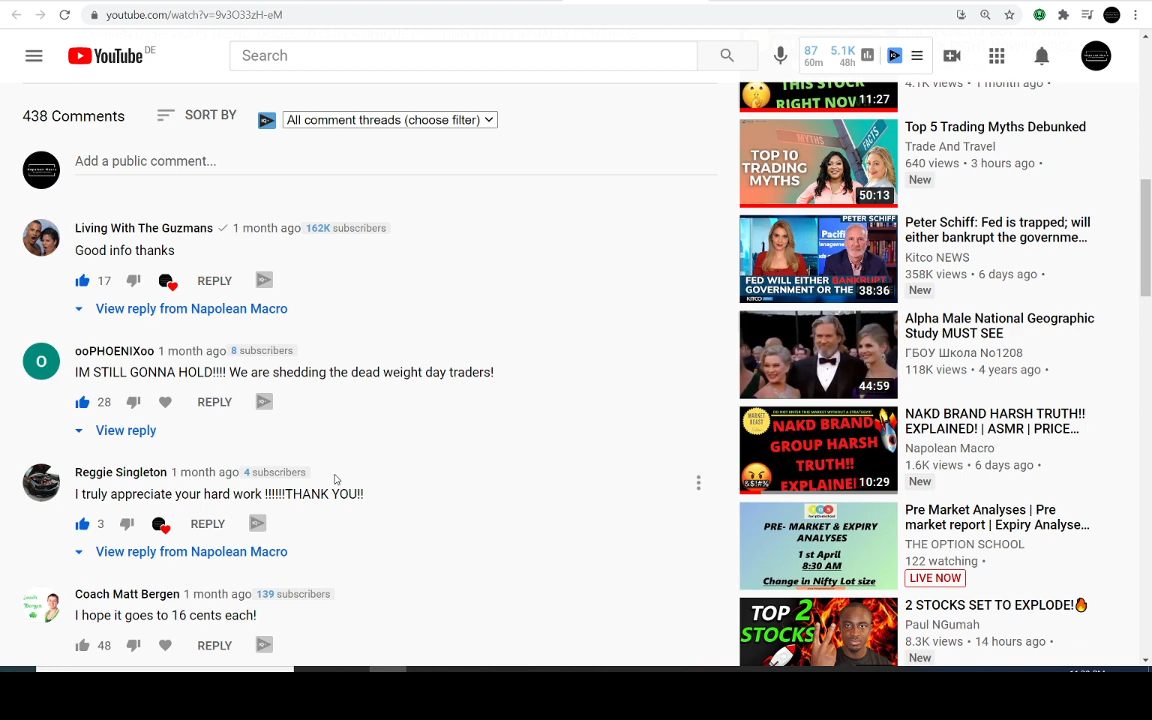 youtube.com/watch?v=9v3O33zH-eM
YouTube DE
Search
87 5.1K
60m 48h
438 Comments
SORT BY
All comment threads (choose filter)
Add a public comment...
Living With The Guzmans 1 month ago 162K subscribers
Good info thanks
17 REPLY
View reply from Napolean Macro
ooPHOENIXoo 1 month ago 8 subscribers
IM STILL GONNA HOLD!!!! We are shedding the dead weight day traders!
28 REPLY
View reply
Reggie Singleton 1 month ago 4 subscribers
I truly appreciate your hard work !!!!!!THANK YOU!!
3 REPLY
View reply from Napolean Macro
Coach Matt Bergen 1 month ago 139 subscribers
I hope it goes to 16 cents each!
48 REPLY
THIS STOCK
RIGHT NOW
11:27
4.1K views • 1 month ago •
MYTHS
FACTS
TOP 10
TRADING
MYTHS
50:13
Top 5 Trading Myths Debunked
Trade And Travel
640 views • 3 hours ago •
New
PETER SCHIFF
FED WILL EITHER BANKRUPT
GOVERNMENT OR THE
38:36
Peter Schiff: Fed is trapped; will
either bankrupt the governme...
Kitco NEWS
358K views • 6 days ago •
New
44:59
Alpha Male National Geographic
Study MUST SEE
ГБОУ Школа No1208
118K views • 4 years ago •
NAKD BRAND
GROUP HARSH
TRUTH!!
EXPLAINE
10:29
NAKD BRAND HARSH TRUTH!!
EXPLAINED! | ASMR | PRICE...
Napolean Macro
1.6K views • 6 days ago •
New
PRE- MARKET & EXPIRY
ANALYSES
1 st April
8:30 AM
Change in Nifty Lot size
Pre Market Analyses | Pre
market report | Expiry Analyse...
THE OPTION SCHOOL
122 watching •
LIVE NOW
TOP 2
STOCKS
2 STOCKS SET TO EXPLODE!🔥
Paul NGumah
8.3K views • 14 hours ago •
New